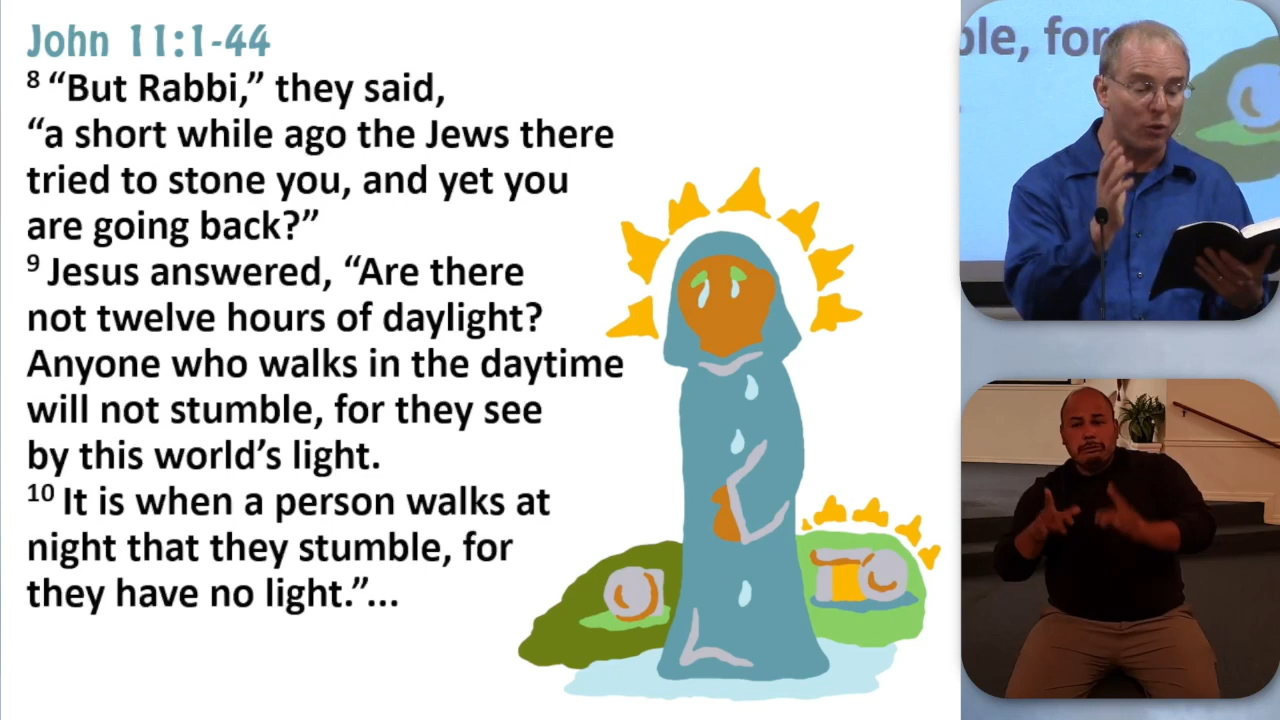 John 11:1-44
8 “But Rabbi,” they said,
“a short while ago the Jews there
tried to stone you, and yet you
are going back?”
9 Jesus answered, “Are there
not twelve hours of daylight?
Anyone who walks in the daytime
will not stumble, for they see
by this world’s light.
10 It is when a person walks at
night that they stumble, for
they have no light.”...
ble, for